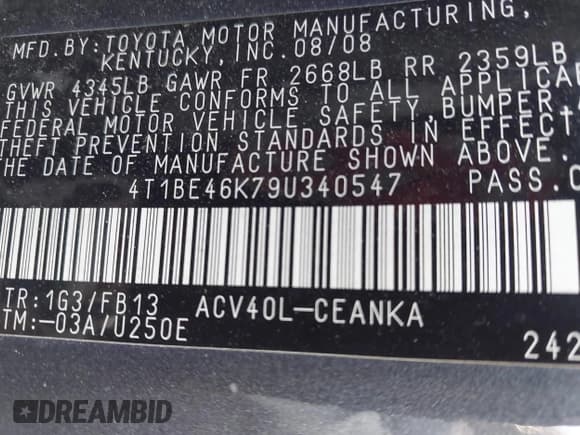 MFD. BY: TOYOTA MOTOR MANUFACTURING,
KENTUCKY, INC. 08/08
GVWR 4345LB GAWR FR 2668LB RR 2359LB
THIS VEHICLE CONFORMS TO ALL
FEDERAL MOTOR VEHICLE SAFETY, BUMPER,
THEFT PREVENTION STANDARDS IN EFFECT
THE DATE OF MANUFACTURE SHOWN ABOVE.
4T1BE46K79U340547 PASS.
TR: 1G3/FB13 ACV40L-CEANKA
TM: -03A/U250E
242
DREAMBID